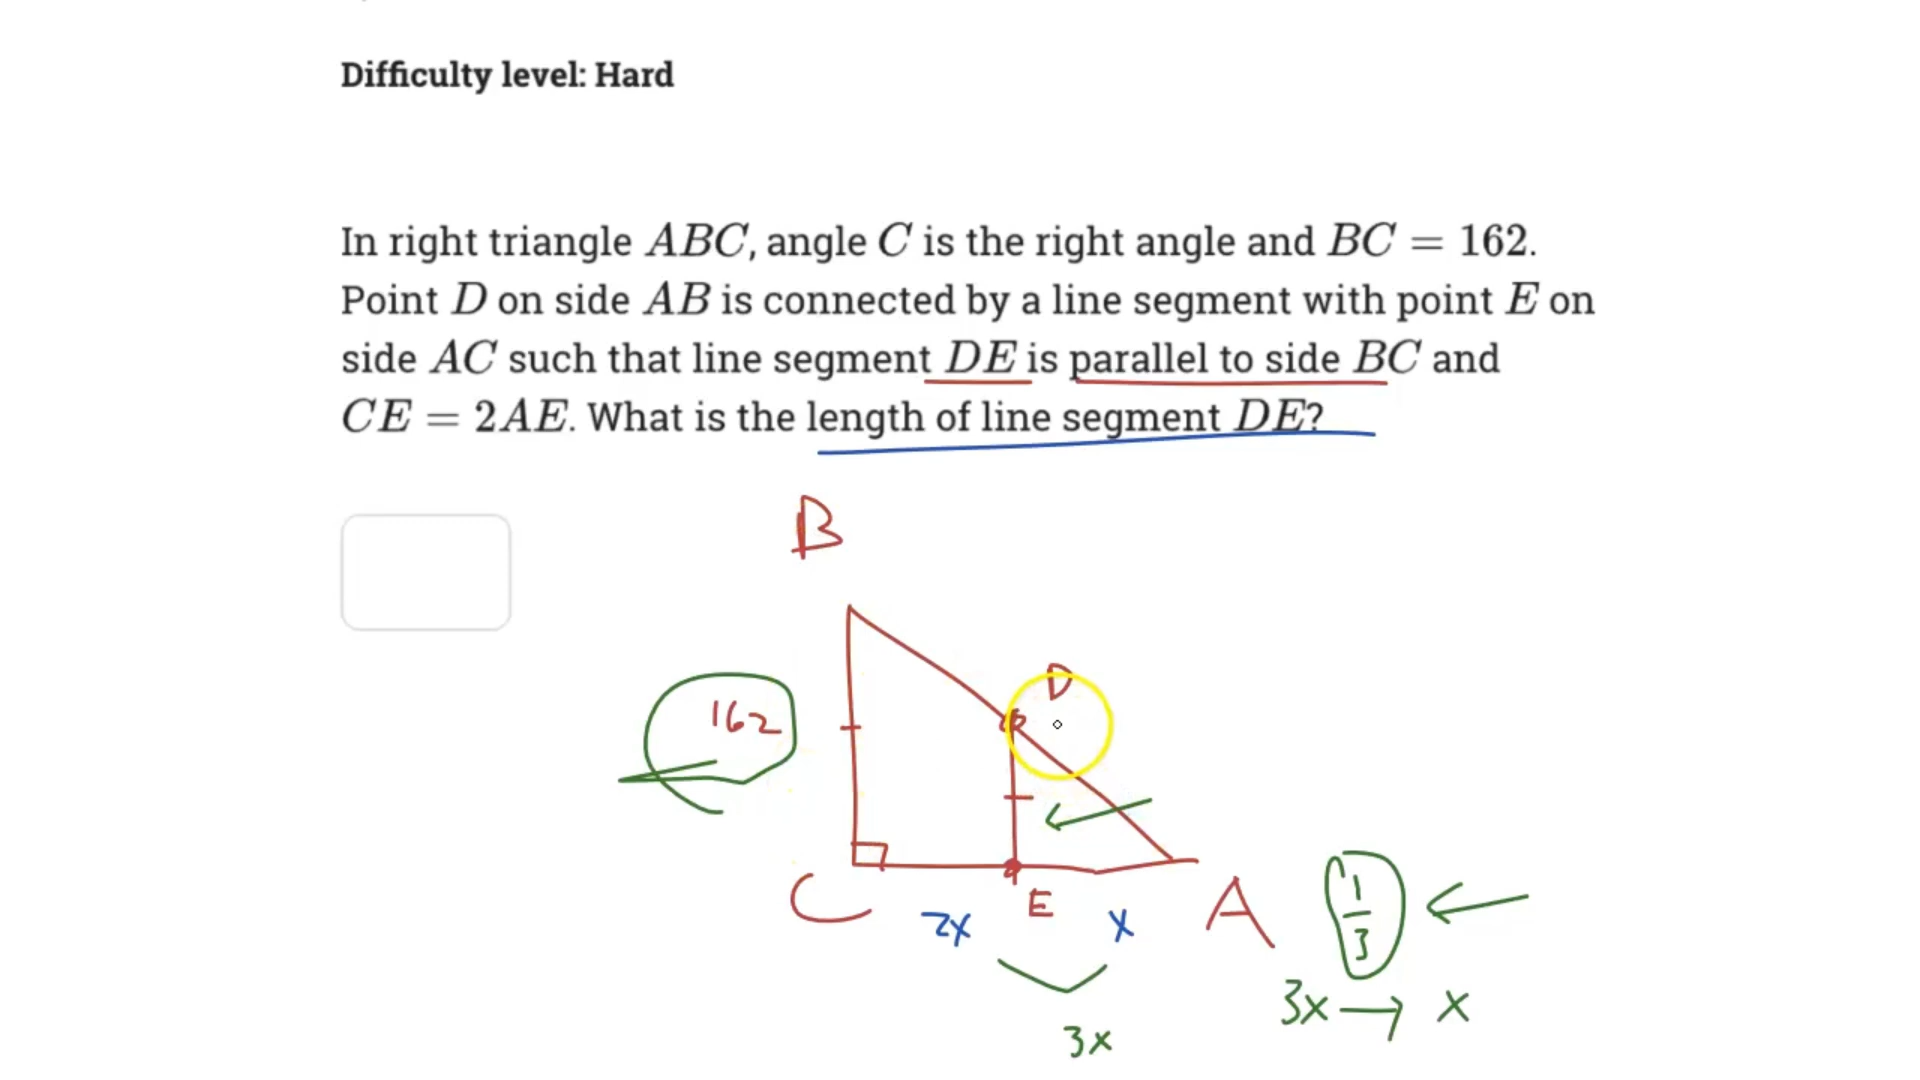 Difficulty level: Hard
In right triangle ABC, angle C is the right angle and BC = 162.
Point D on side AB is connected by a line segment with point E on
side AC such that line segment DE is parallel to side BC and
CE = 2AE. What is the length of line segment DE?
B
D
162
C
E
A
2x
x
1/3
3x → x
3x